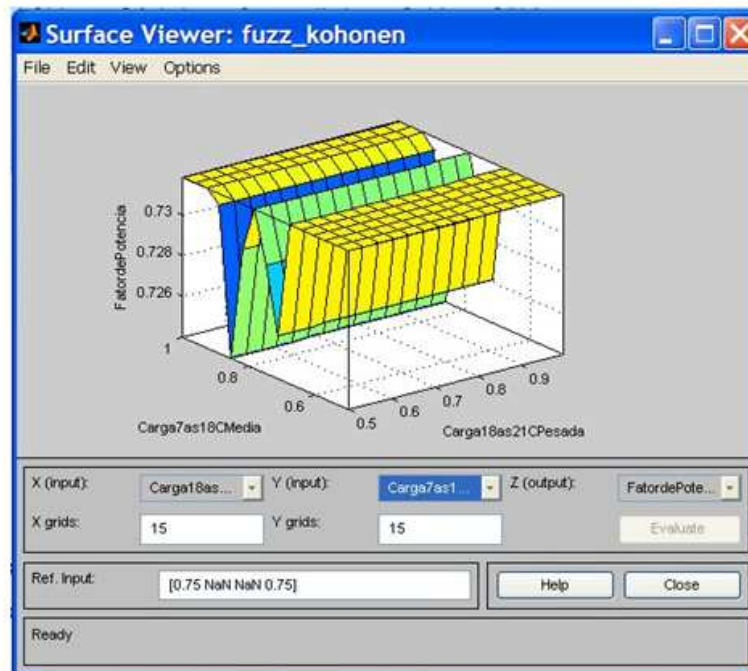 Surface Viewer: fuzz_kohonen
File Edit View Options
FatordePotencia
0.73
0.728
0.726
1
0.8
0.6
0.5
0.6
0.7
0.8
0.9
Carga7as18CMedia
Carga18as21CPesada
X (input): Carga18as... Y (input): Carga7as1... Z (output): FatordePote...
X grids: 15 Y grids: 15 Evaluate
Ref. Input: [0.75 NaN NaN 0.75] Help Close
Ready